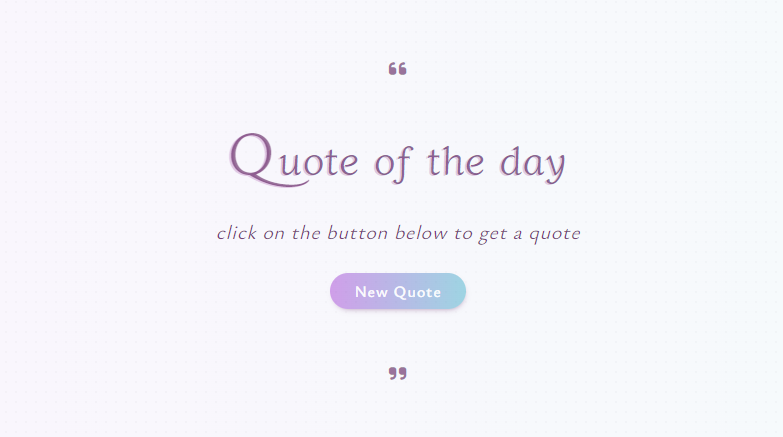 “
Quote of the day
click on the button below to get a quote
New Quote
”